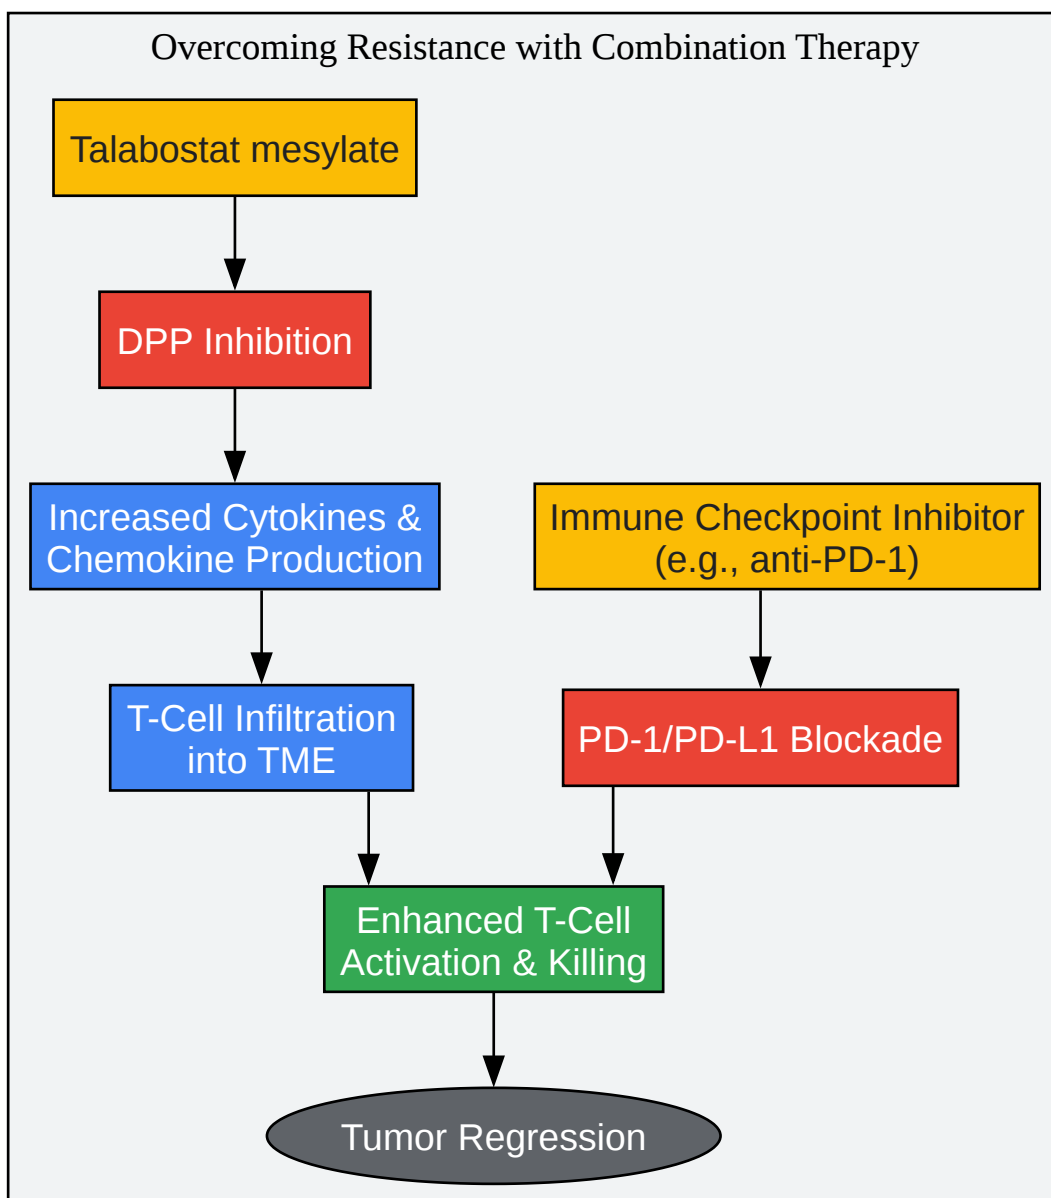 Overcoming Resistance with Combination Therapy
Talabostat mesylate
DPP Inhibition
Increased Cytokines &
Chemokine Production
Immune Checkpoint Inhibitor
(e.g., anti-PD-1)
T-Cell Infiltration
into TME
PD-1/PD-L1 Blockade
Enhanced T-Cell
Activation & Killing
Tumor Regression